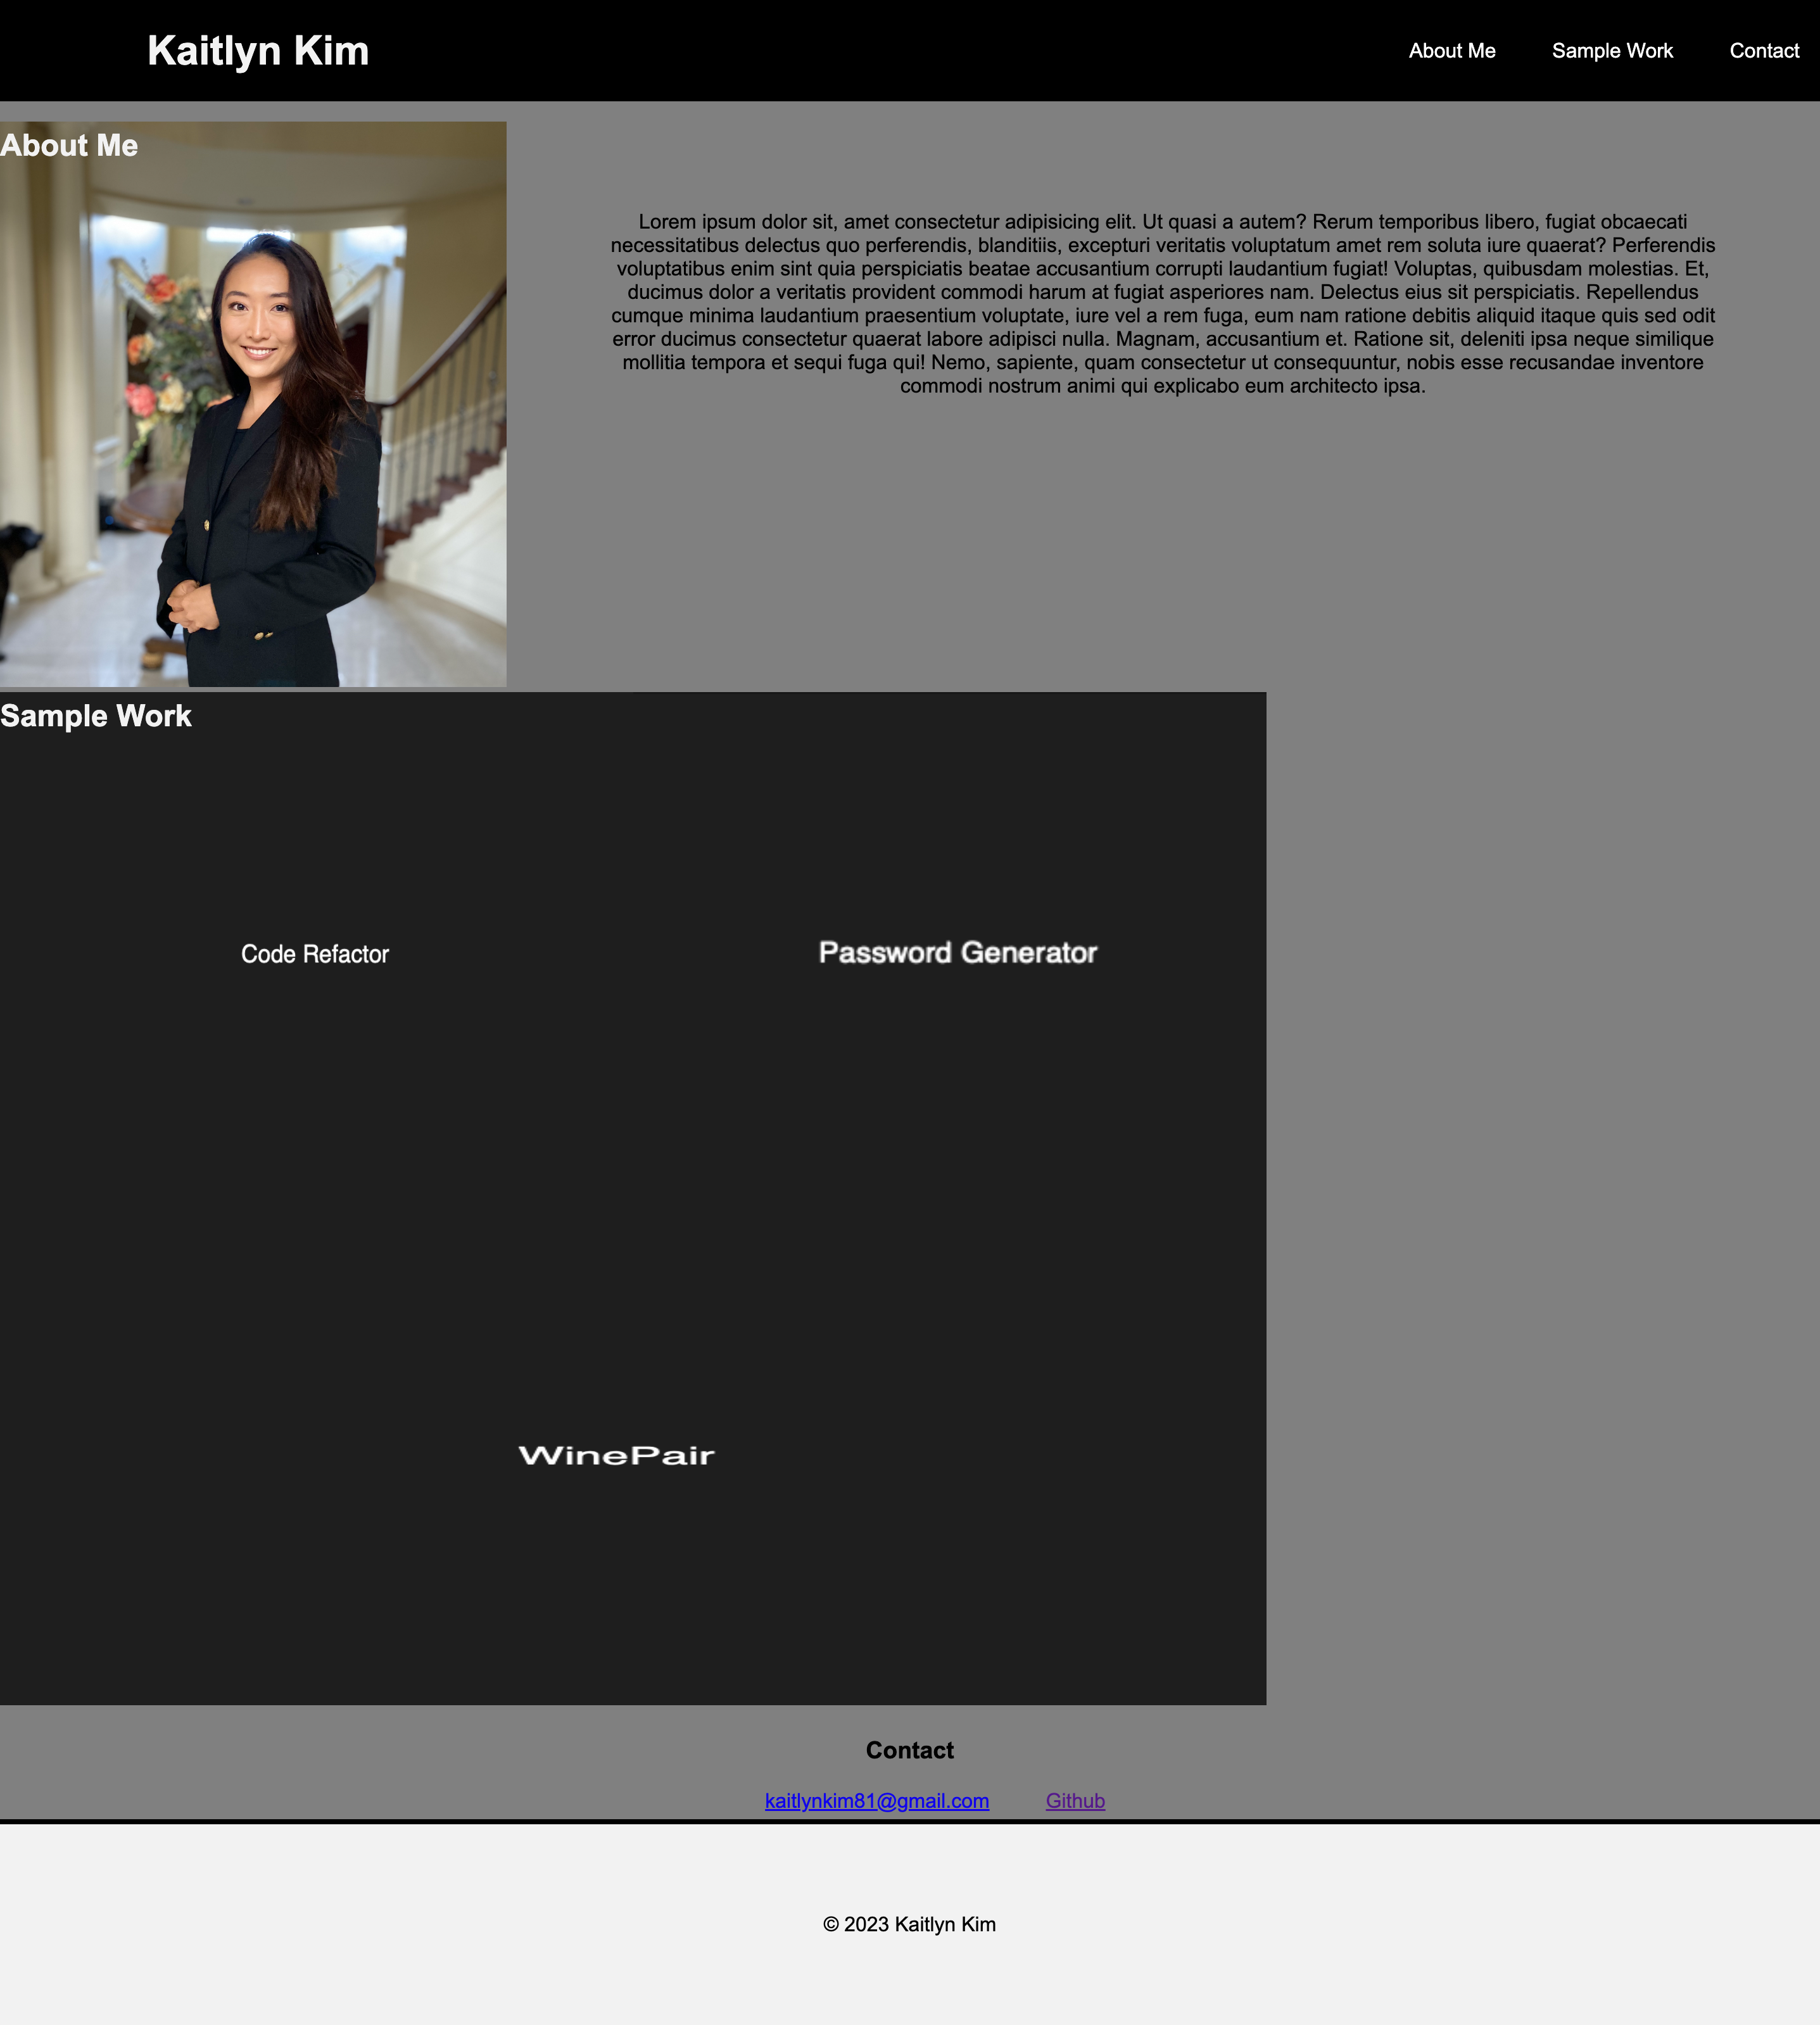 Kaitlyn Kim
About Me
Sample Work
Contact
About Me
Lorem ipsum dolor sit, amet consectetur adipisicing elit. Ut quasi a autem? Rerum temporibus libero, fugiat obcaecati
necessitatibus delectus quo perferendis, blanditiis, excepturi veritatis voluptatum amet rem soluta iure quaerat? Perferendis
voluptatibus enim sint quia perspiciatis beatae accusantium corrupti laudantium fugiat! Voluptas, quibusdam molestias. Et,
ducimus dolor a veritatis provident commodi harum at fugiat asperiores nam. Delectus eius sit perspiciatis. Repellendus
cumque minima laudantium praesentium voluptate, iure vel a rem fuga, eum nam ratione debitis aliquid itaque quis sed odit
error ducimus consectetur quaerat labore adipisci nulla. Magnam, accusantium et. Ratione sit, deleniti ipsa neque similique
mollitia tempora et sequi fuga qui! Nemo, sapiente, quam consectetur ut consequuntur, nobis esse recusandae inventore
commodi nostrum animi qui explicabo eum architecto ipsa.
Sample Work
Code Refactor
Password Generator
WinePair
Contact
kaitlynkim81@gmail.com
Github
© 2023 Kaitlyn Kim